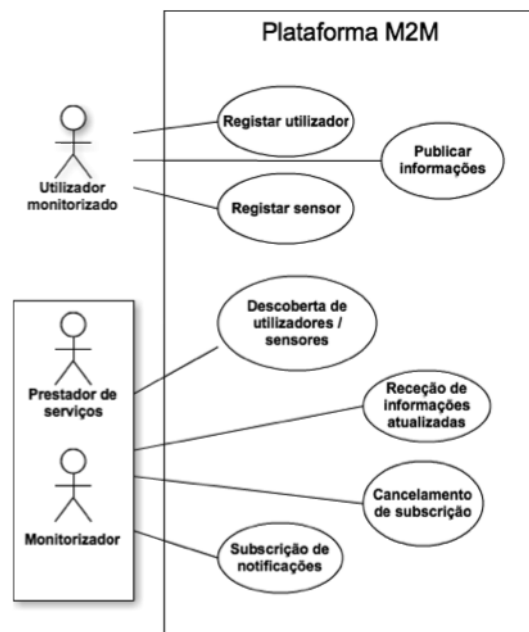 Plataforma M2M
Registar utilizador
Publicar
informações
Utilizador
monitorizado
Registar sensor
Descoberta de
utilizadores /
sensores
Prestador de
serviços
Receção de
informações
atualizadas
Cancelamento
de subscrição
Monitorizador
Subscrição de
notificações